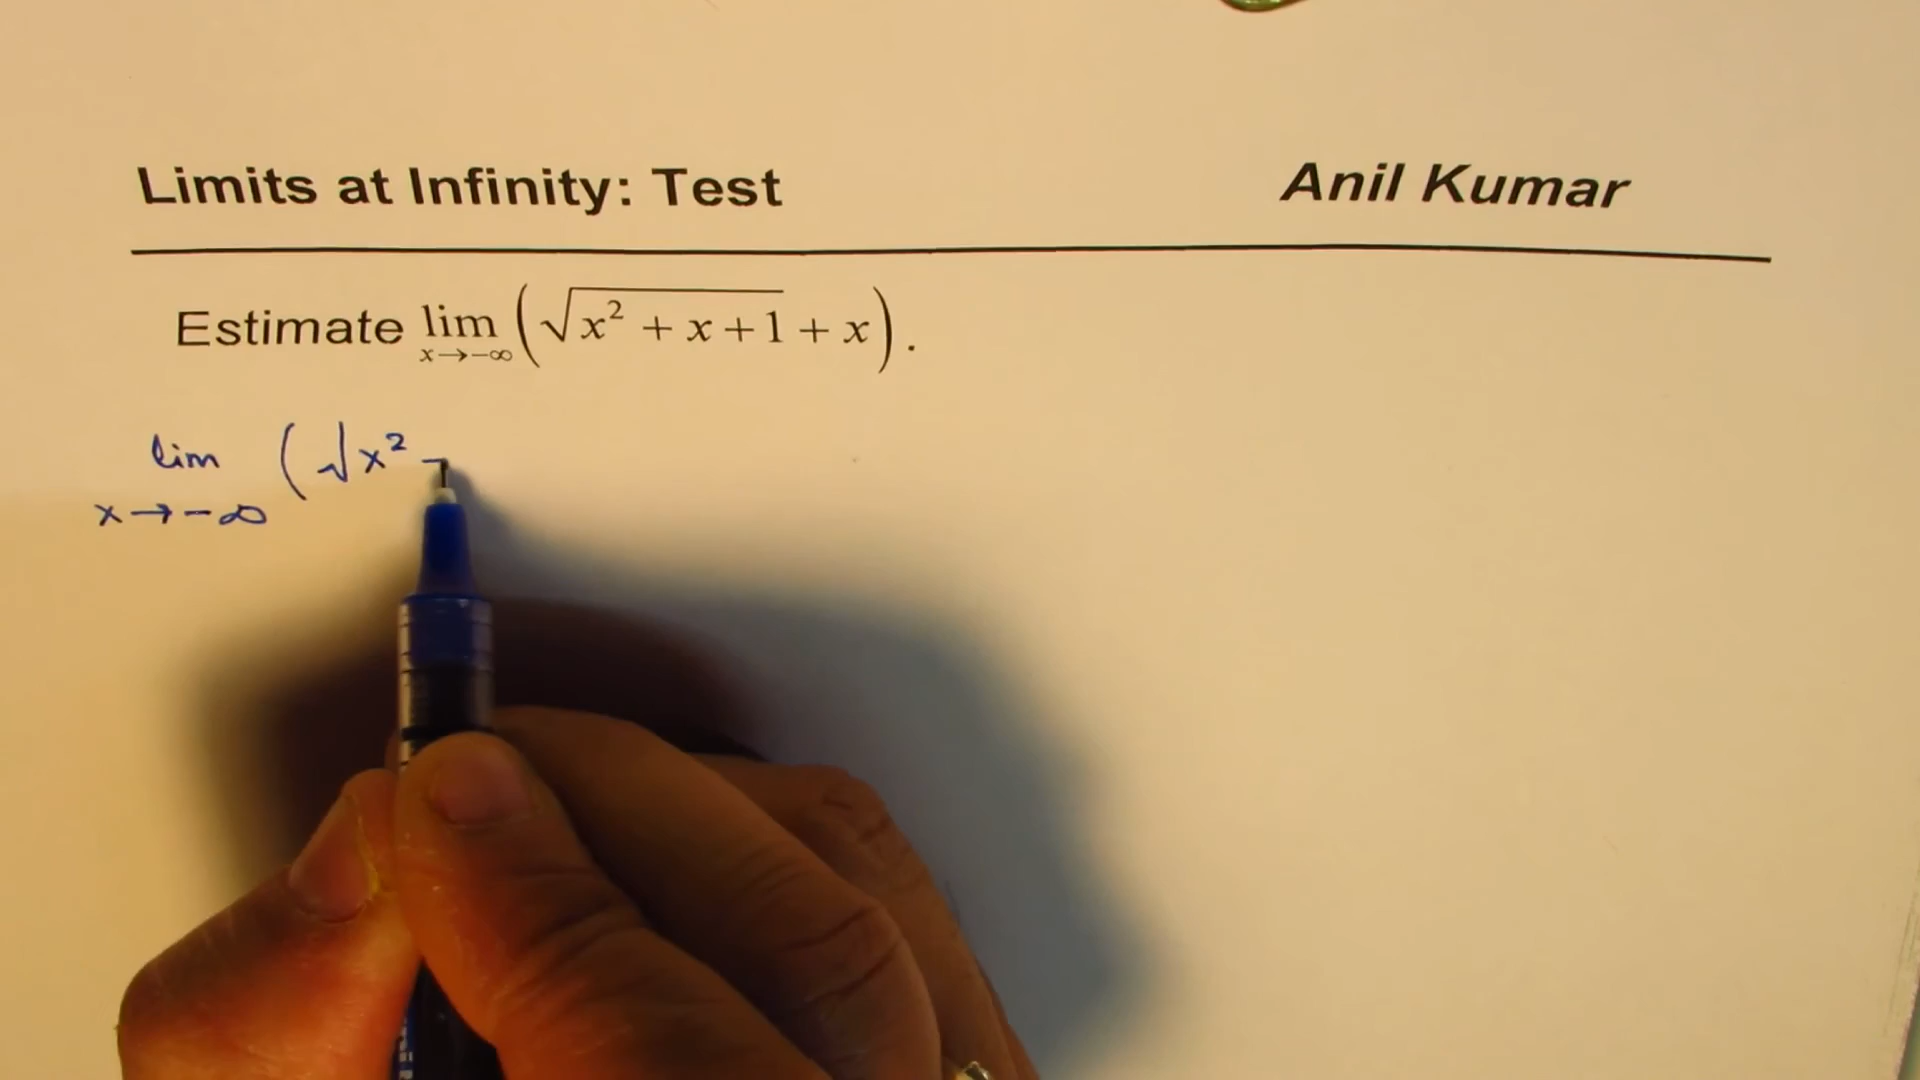 Limits at Infinity: Test Anil Kumar
Estimate lim x→-∞ (√x² + x + 1 + x).
lim (√x² -
x → -∞